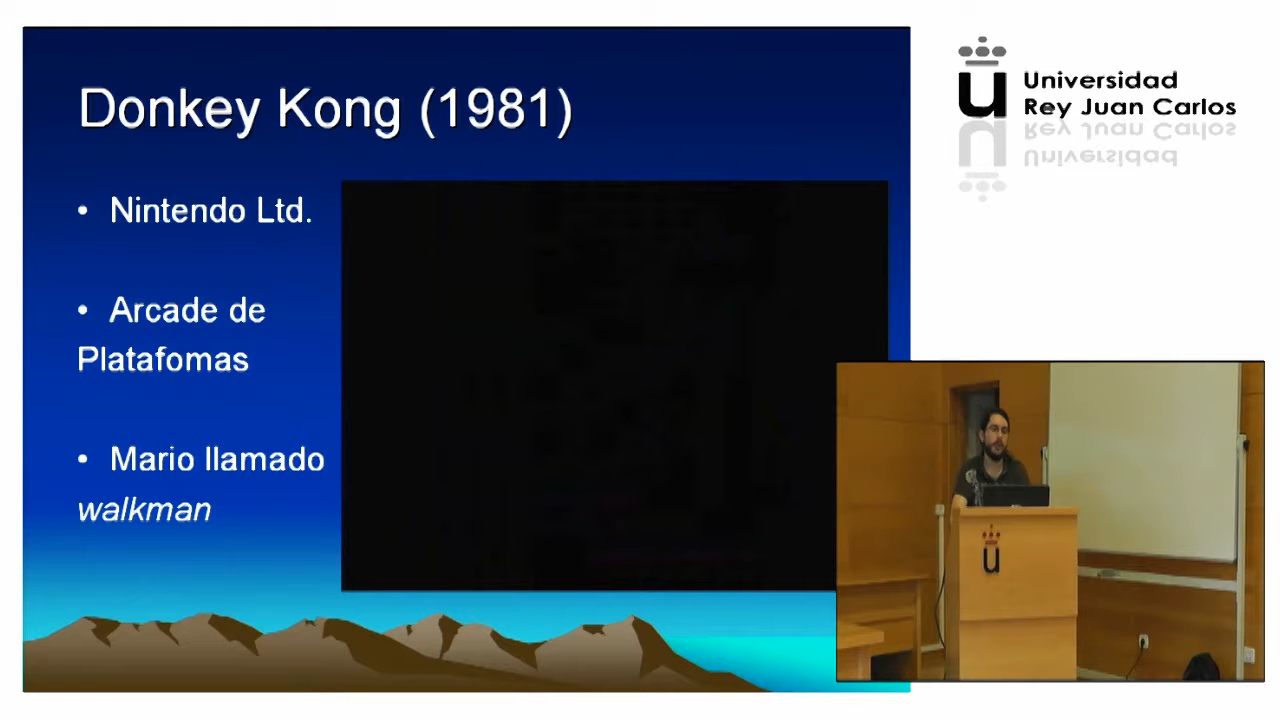 Donkey Kong (1981)
• Nintendo Ltd.
• Arcade de
Platafomas
• Mario llamado
walkman
Universidad
Rey Juan Carlos